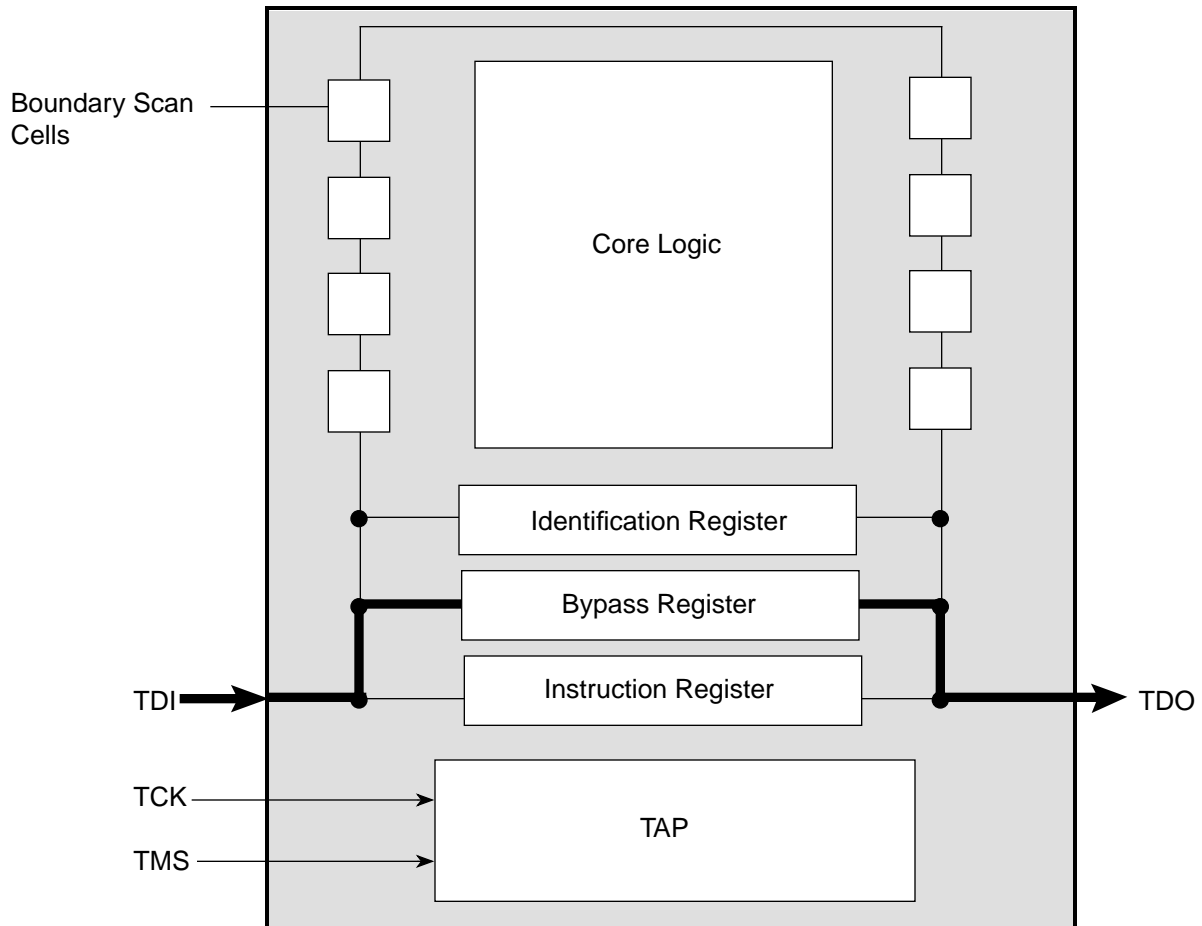 Boundary Scan
Cells
Core Logic
Identification Register
Bypass Register
Instruction Register
TDI
TDO
TCK
TAP
TMS